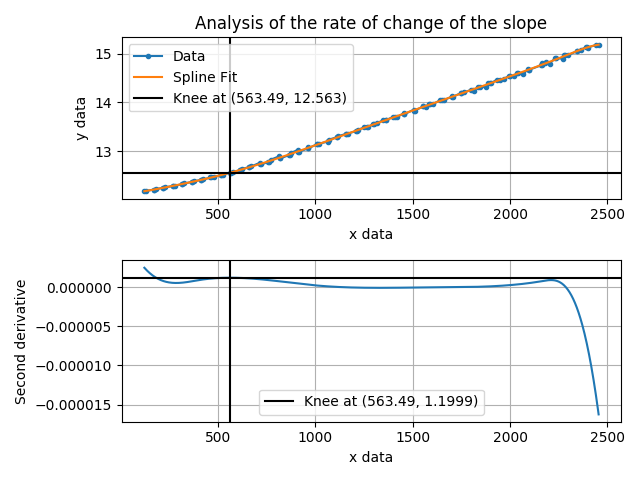 Analysis of the rate of change of the slope
15
14
13
y data
Data
Spline Fit
Knee at (563.49, 12.563)
500
1000
1500
2000
2500
x data
0.000000
−0.000005
−0.000010
−0.000015
Second derivative
Knee at (563.49, 1.1999)
500
1000
1500
2000
2500
x data